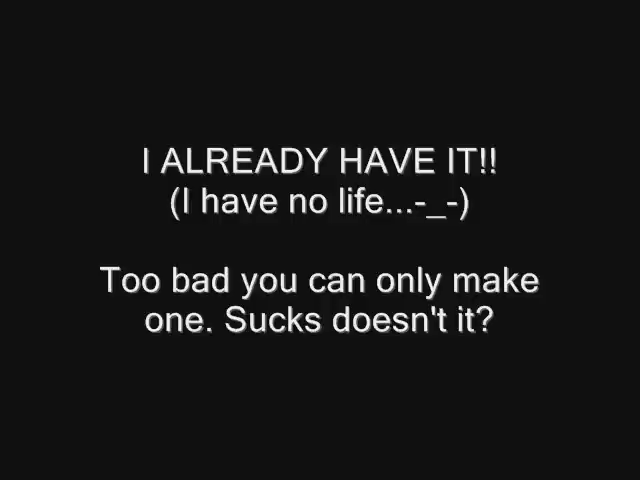 I ALREADY HAVE IT!!
(I have no life...-_-)
Too bad you can only make
one. Sucks doesn't it?